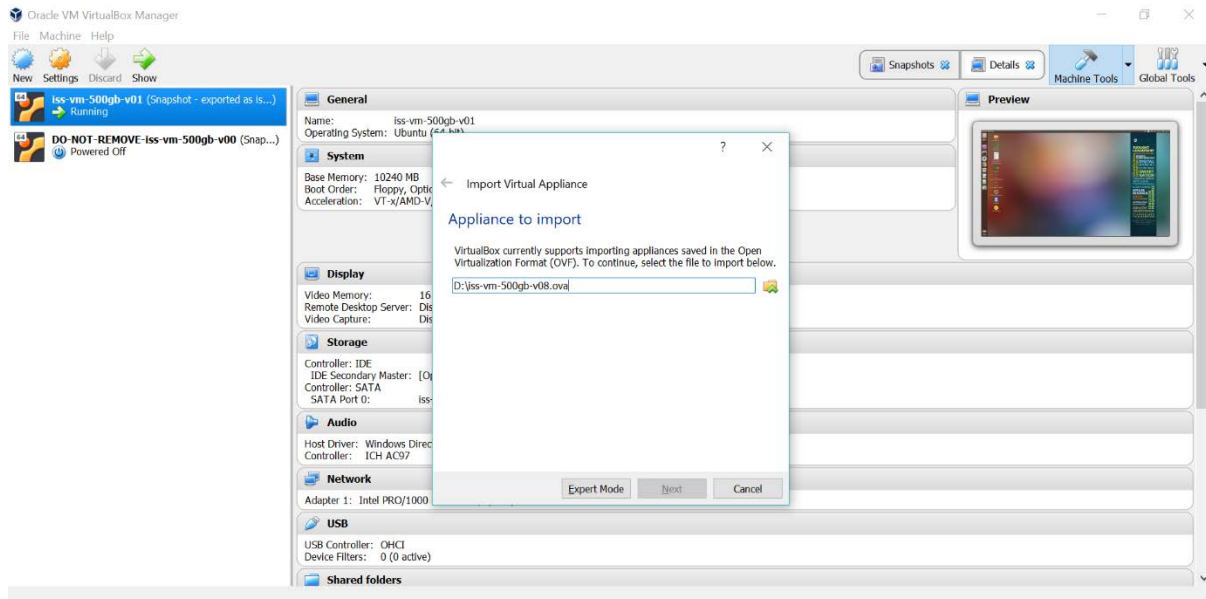 Oracle VM VirtualBox Manager
File Machine Help
New Settings Discard Show
Snapshots
Details
Machine Tools
Global Tools
64
iss-vm-500gb-v01 (Snapshot - exported as is...)
Running
64
DO-NOT-REMOVE-iss-vm-500gb-v00 (Snap...)
Powered Off
General
Name: iss-vm-500gb-v01
Operating System: Ubuntu (64-bit)
System
Base Memory: 10240 MB
Boot Order: Floppy, Optic
Acceleration: VT-x/AMD-V,
Display
Video Memory: 16
Remote Desktop Server: Dis
Video Capture: Dis
Storage
Controller: IDE
IDE Secondary Master: [Op
Controller: SATA
SATA Port 0: iss-
Audio
Host Driver: Windows Direc
Controller: ICH AC97
Network
Adapter 1: Intel PRO/1000
USB
USB Controller: OHCI
Device Filters: 0 (0 active)
Shared folders
Preview
?
Import Virtual Appliance
Appliance to import
VirtualBox currently supports importing appliances saved in the Open
Virtualization Format (OVF). To continue, select the file to import below.
D:\iss-vm-500gb-v08.ova
Expert Mode Next Cancel